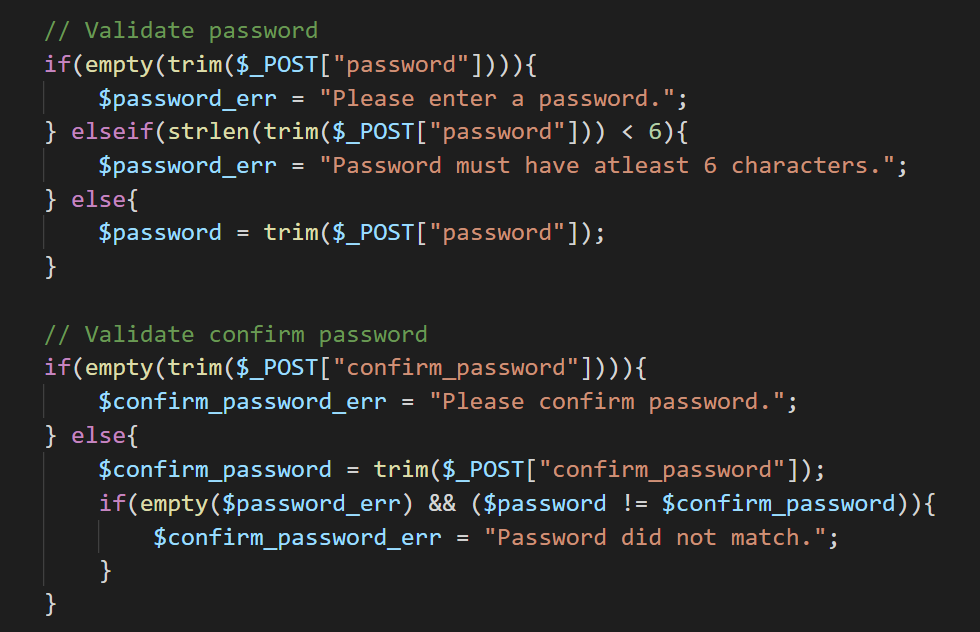 // Validate password
if(empty(trim($_POST["password"]))){
    $password_err = "Please enter a password.";
} elseif(strlen(trim($_POST["password"])) < 6){
    $password_err = "Password must have atleast 6 characters.";
} else{
    $password = trim($_POST["password"]);
}

// Validate confirm password
if(empty(trim($_POST["confirm_password"]))){
    $confirm_password_err = "Please confirm password.";
} else{
    $confirm_password = trim($_POST["confirm_password"]);
    if(empty($password_err) && ($password != $confirm_password)){
        $confirm_password_err = "Password did not match.";
    }
}